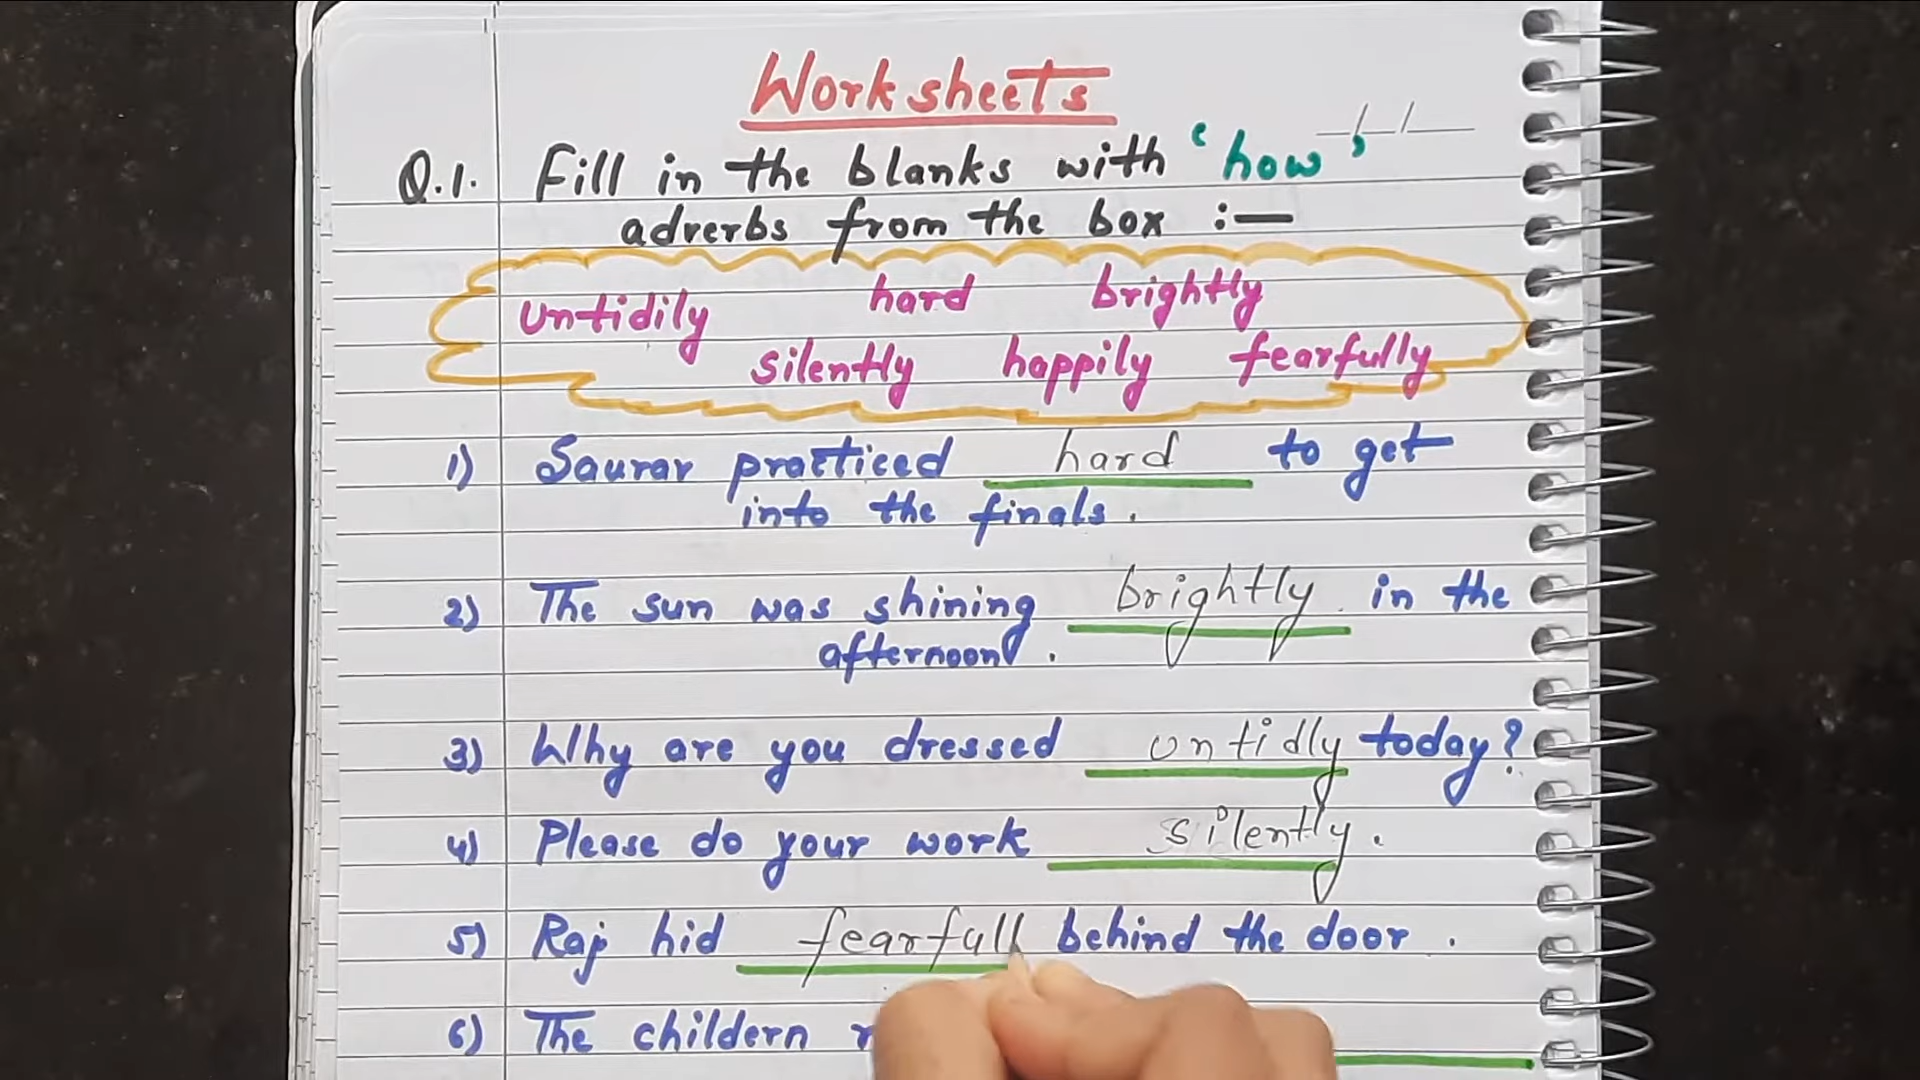 Worksheets
Q.1. Fill in the blanks with 'how'
adverbs from the box :—
untidily hard brightly
silently happily fearfully
1) Saurav practiced hard to get
into the finals.
2) The sun was shining brightly in the
afternoon.
3) Why are you dressed untidly today?
4) Please do your work silently.
5) Raj hid fearfull behind the door.
6) The childern